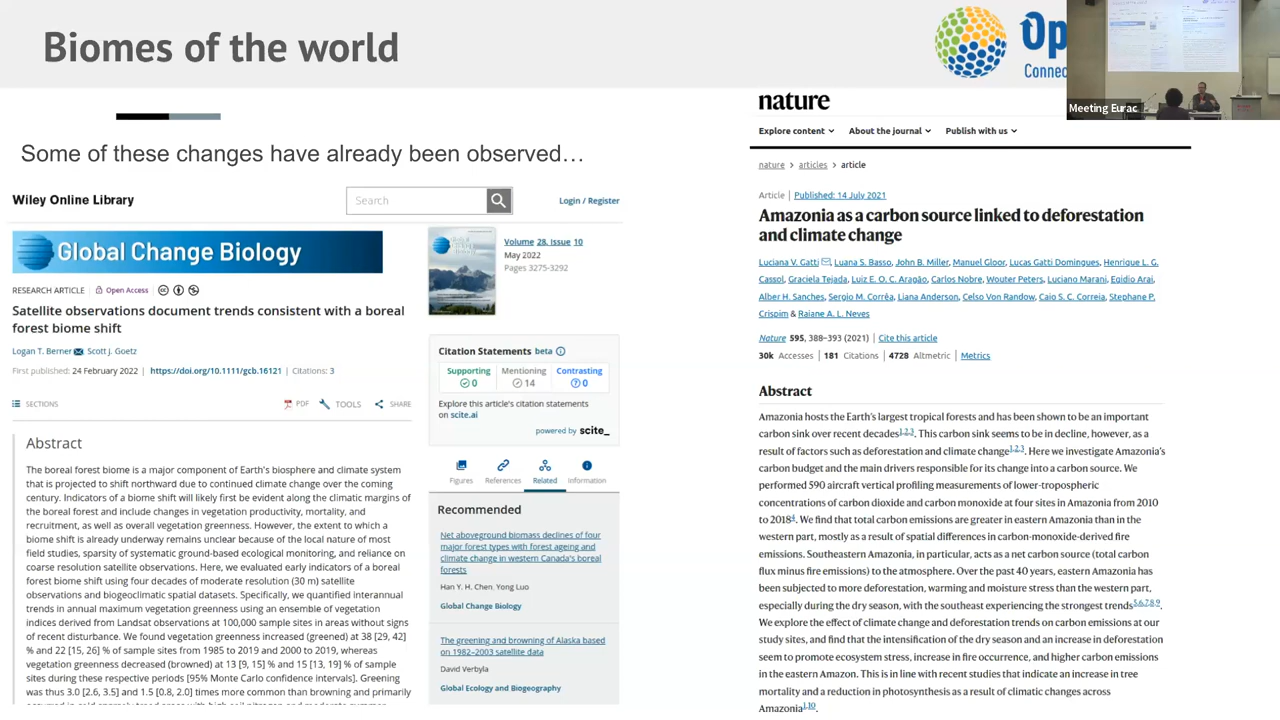 Biomes of the world
Op
Connec
Meeting Eurac
Some of these changes have already been observed…
Wiley Online Library
Search
Login / Register
Global Change Biology
RESEARCH ARTICLE
Open Access
Satellite observations document trends consistent with a boreal
forest biome shift
Logan T. Berner
Scott J. Goetz
First published: 24 February 2022 | https://doi.org/10.1111/gcb.16121 | Citations: 3
SECTIONS
PDF
TOOLS
SHARE
Abstract
The boreal forest biome is a major component of Earth's biosphere and climate system
that is projected to shift northward due to continued climate change over the coming
century. Indicators of a biome shift will likely first be evident along the climatic margins of
the boreal forest and include changes in vegetation productivity, mortality, and
recruitment, as well as overall vegetation greenness. However, the extent to which a
biome shift is already underway remains unclear because of the local nature of most
field studies, sparsity of systematic ground-based ecological monitoring, and reliance on
coarse resolution satellite observations. Here, we evaluated early indicators of a boreal
forest biome shift using four decades of moderate resolution (30 m) satellite
observations and biogeoclimatic spatial datasets. Specifically, we quantified interannual
trends in annual maximum vegetation greenness using an ensemble of vegetation
indices derived from Landsat observations at 100,000 sample sites in areas without signs
of recent disturbance. We found vegetation greenness increased (greened) at 38 [29, 42]
% and 22 [15, 26] % of sample sites from 1985 to 2019 and 2000 to 2019, whereas
vegetation greenness decreased (browned) at 13 [9, 15] % and 15 [13, 19] % of sample
sites during these respective periods [95% Monte Carlo confidence intervals]. Greening
was thus 3.0 [2.6, 3.5] and 1.5 [0.8, 2.0] times more common than browning and primarily
Volume 28, Issue 10
May 2022
Pages 3275-3292
Citation Statements beta
Supporting
0
Mentioning
14
Contrasting
0
Explore this article's citation statements
on scite.ai
powered by scite_
Figures
References
Related
Information
Recommended
Net aboveground biomass declines of four
major forest types with forest ageing and
climate change in western Canada's boreal
forests
Han Y. H. Chen, Yong Luo
Global Change Biology
The greening and browning of Alaska based
on 1982–2003 satellite data
David Verbyla
Global Ecology and Biogeography
nature
Explore content
About the journal
Publish with us
nature > articles > article
Article | Published: 14 July 2021
Amazonia as a carbon source linked to deforestation
and climate change
Luciana V. Gatti, Luana S. Basso, John B. Miller, Manuel Gloor, Lucas Gatti Domingues, Henrique L. G.
Cassol, Graciela Tejada, Luiz E. O. C. Aragão, Carlos Nobre, Wouter Peters, Luciano Marani, Egidio Arai,
Alber H. Sanches, Sergio M. Corrêa, Liana Anderson, Celso Von Randow, Caio S. C. Correia, Stephane P.
Crispim & Raiane A. L. Neves
Nature 595, 388–393 (2021) | Cite this article
30k Accesses | 181 Citations | 4728 Altmetric | Metrics
Abstract
Amazonia hosts the Earth's largest tropical forests and has been shown to be an important
carbon sink over recent decades1,2,3. This carbon sink seems to be in decline, however, as a
result of factors such as deforestation and climate change1,2,3. Here we investigate Amazonia's
carbon budget and the main drivers responsible for its change into a carbon source. We
performed 590 aircraft vertical profiling measurements of lower-tropospheric
concentrations of carbon dioxide and carbon monoxide at four sites in Amazonia from 2010
to 20184. We find that total carbon emissions are greater in eastern Amazonia than in the
western part, mostly as a result of spatial differences in carbon-monoxide-derived fire
emissions. Southeastern Amazonia, in particular, acts as a net carbon source (total carbon
flux minus fire emissions) to the atmosphere. Over the past 40 years, eastern Amazonia has
been subjected to more deforestation, warming and moisture stress than the western part,
especially during the dry season, with the southeast experiencing the strongest trends5,6,7,8,9.
We explore the effect of climate change and deforestation trends on carbon emissions at our
study sites, and find that the intensification of the dry season and an increase in deforestation
seem to promote ecosystem stress, increase in fire occurrence, and higher carbon emissions
in the eastern Amazon. This is in line with recent studies that indicate an increase in tree
mortality and a reduction in photosynthesis as a result of climatic changes across
Amazonia1,10.